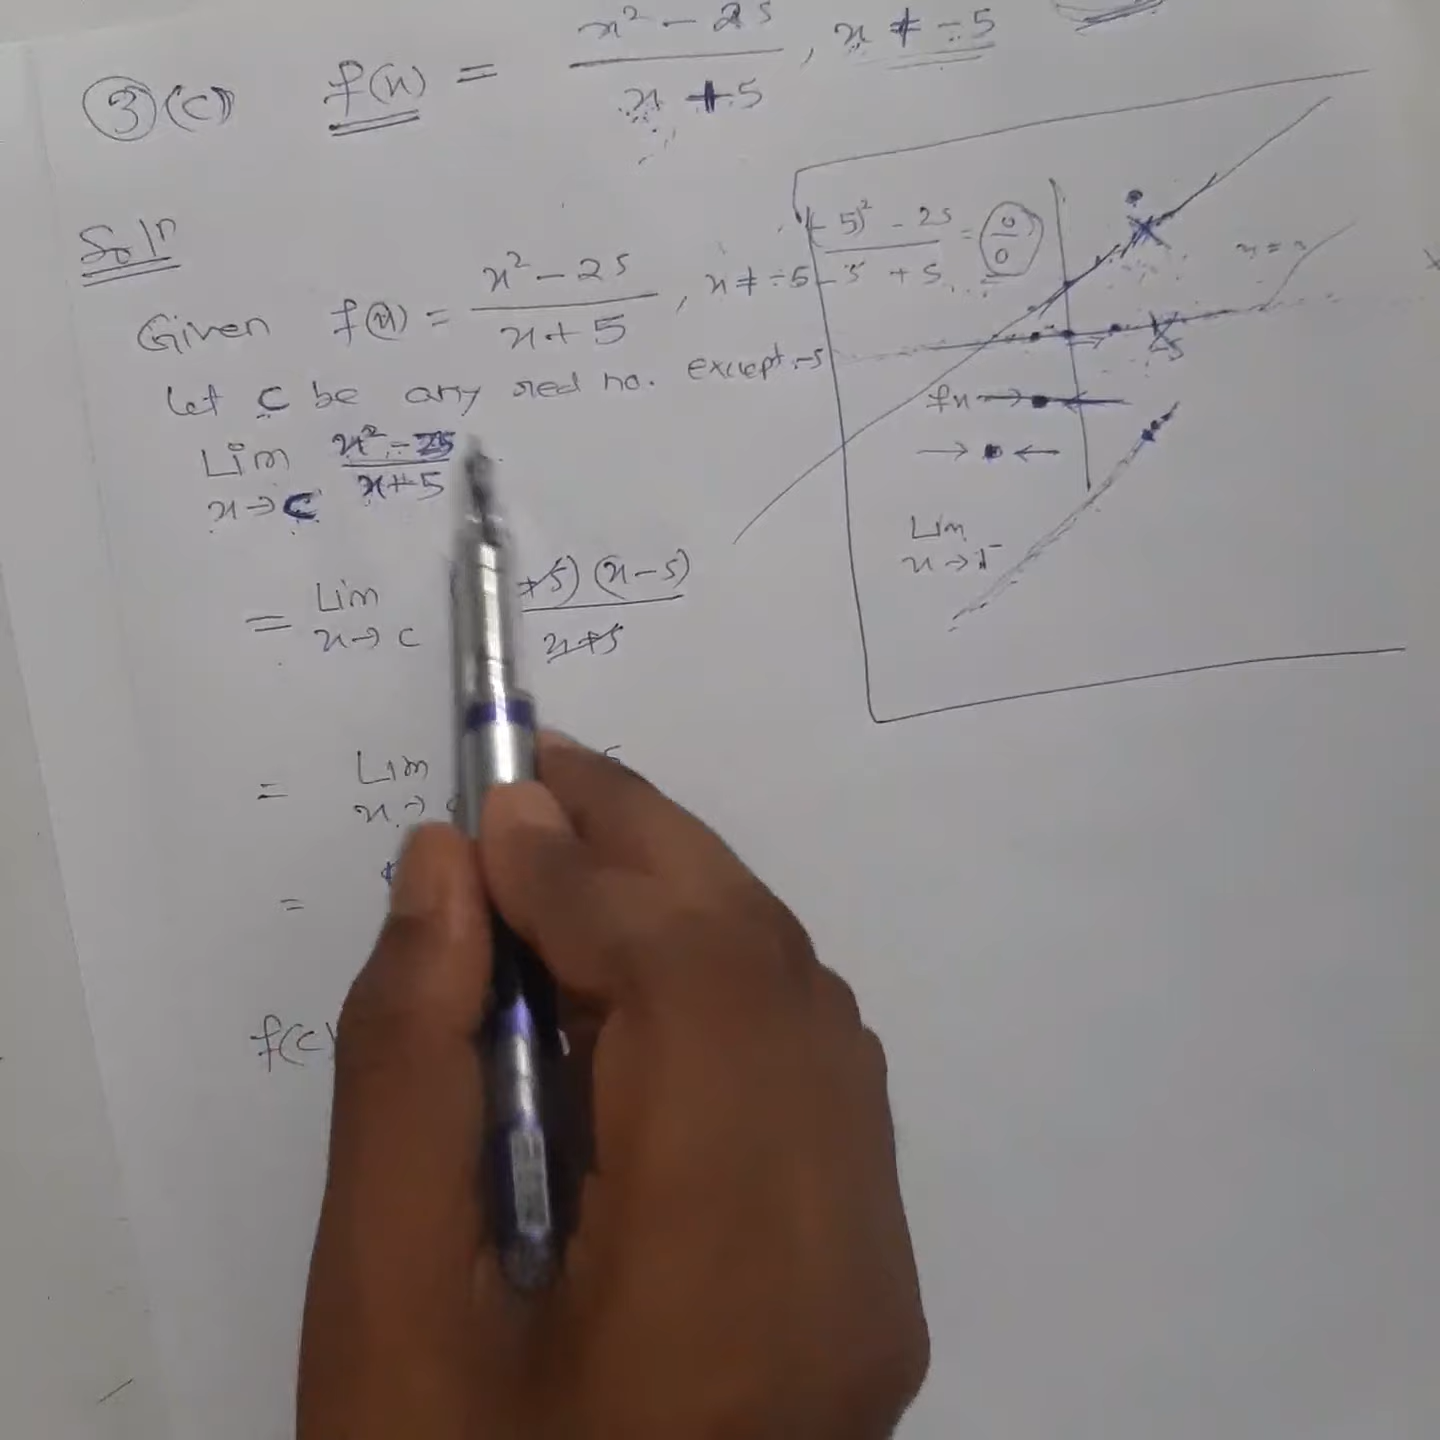 ③(c) f(x) = x² - 25 / x + 5 , x ≠ -5
Soln
Given f(x) = x² - 25 / x + 5 , x ≠ -5
Let c be any real no. except -5
Lim x→c x² - 25 / x + 5
= Lim x→c +5) (x - 5) / x + 5
= Lim x→
=
f(c)
(-5)² - 25 / -5 + 5 = 0/0
-5
fx →
→ ←
Lim
x→